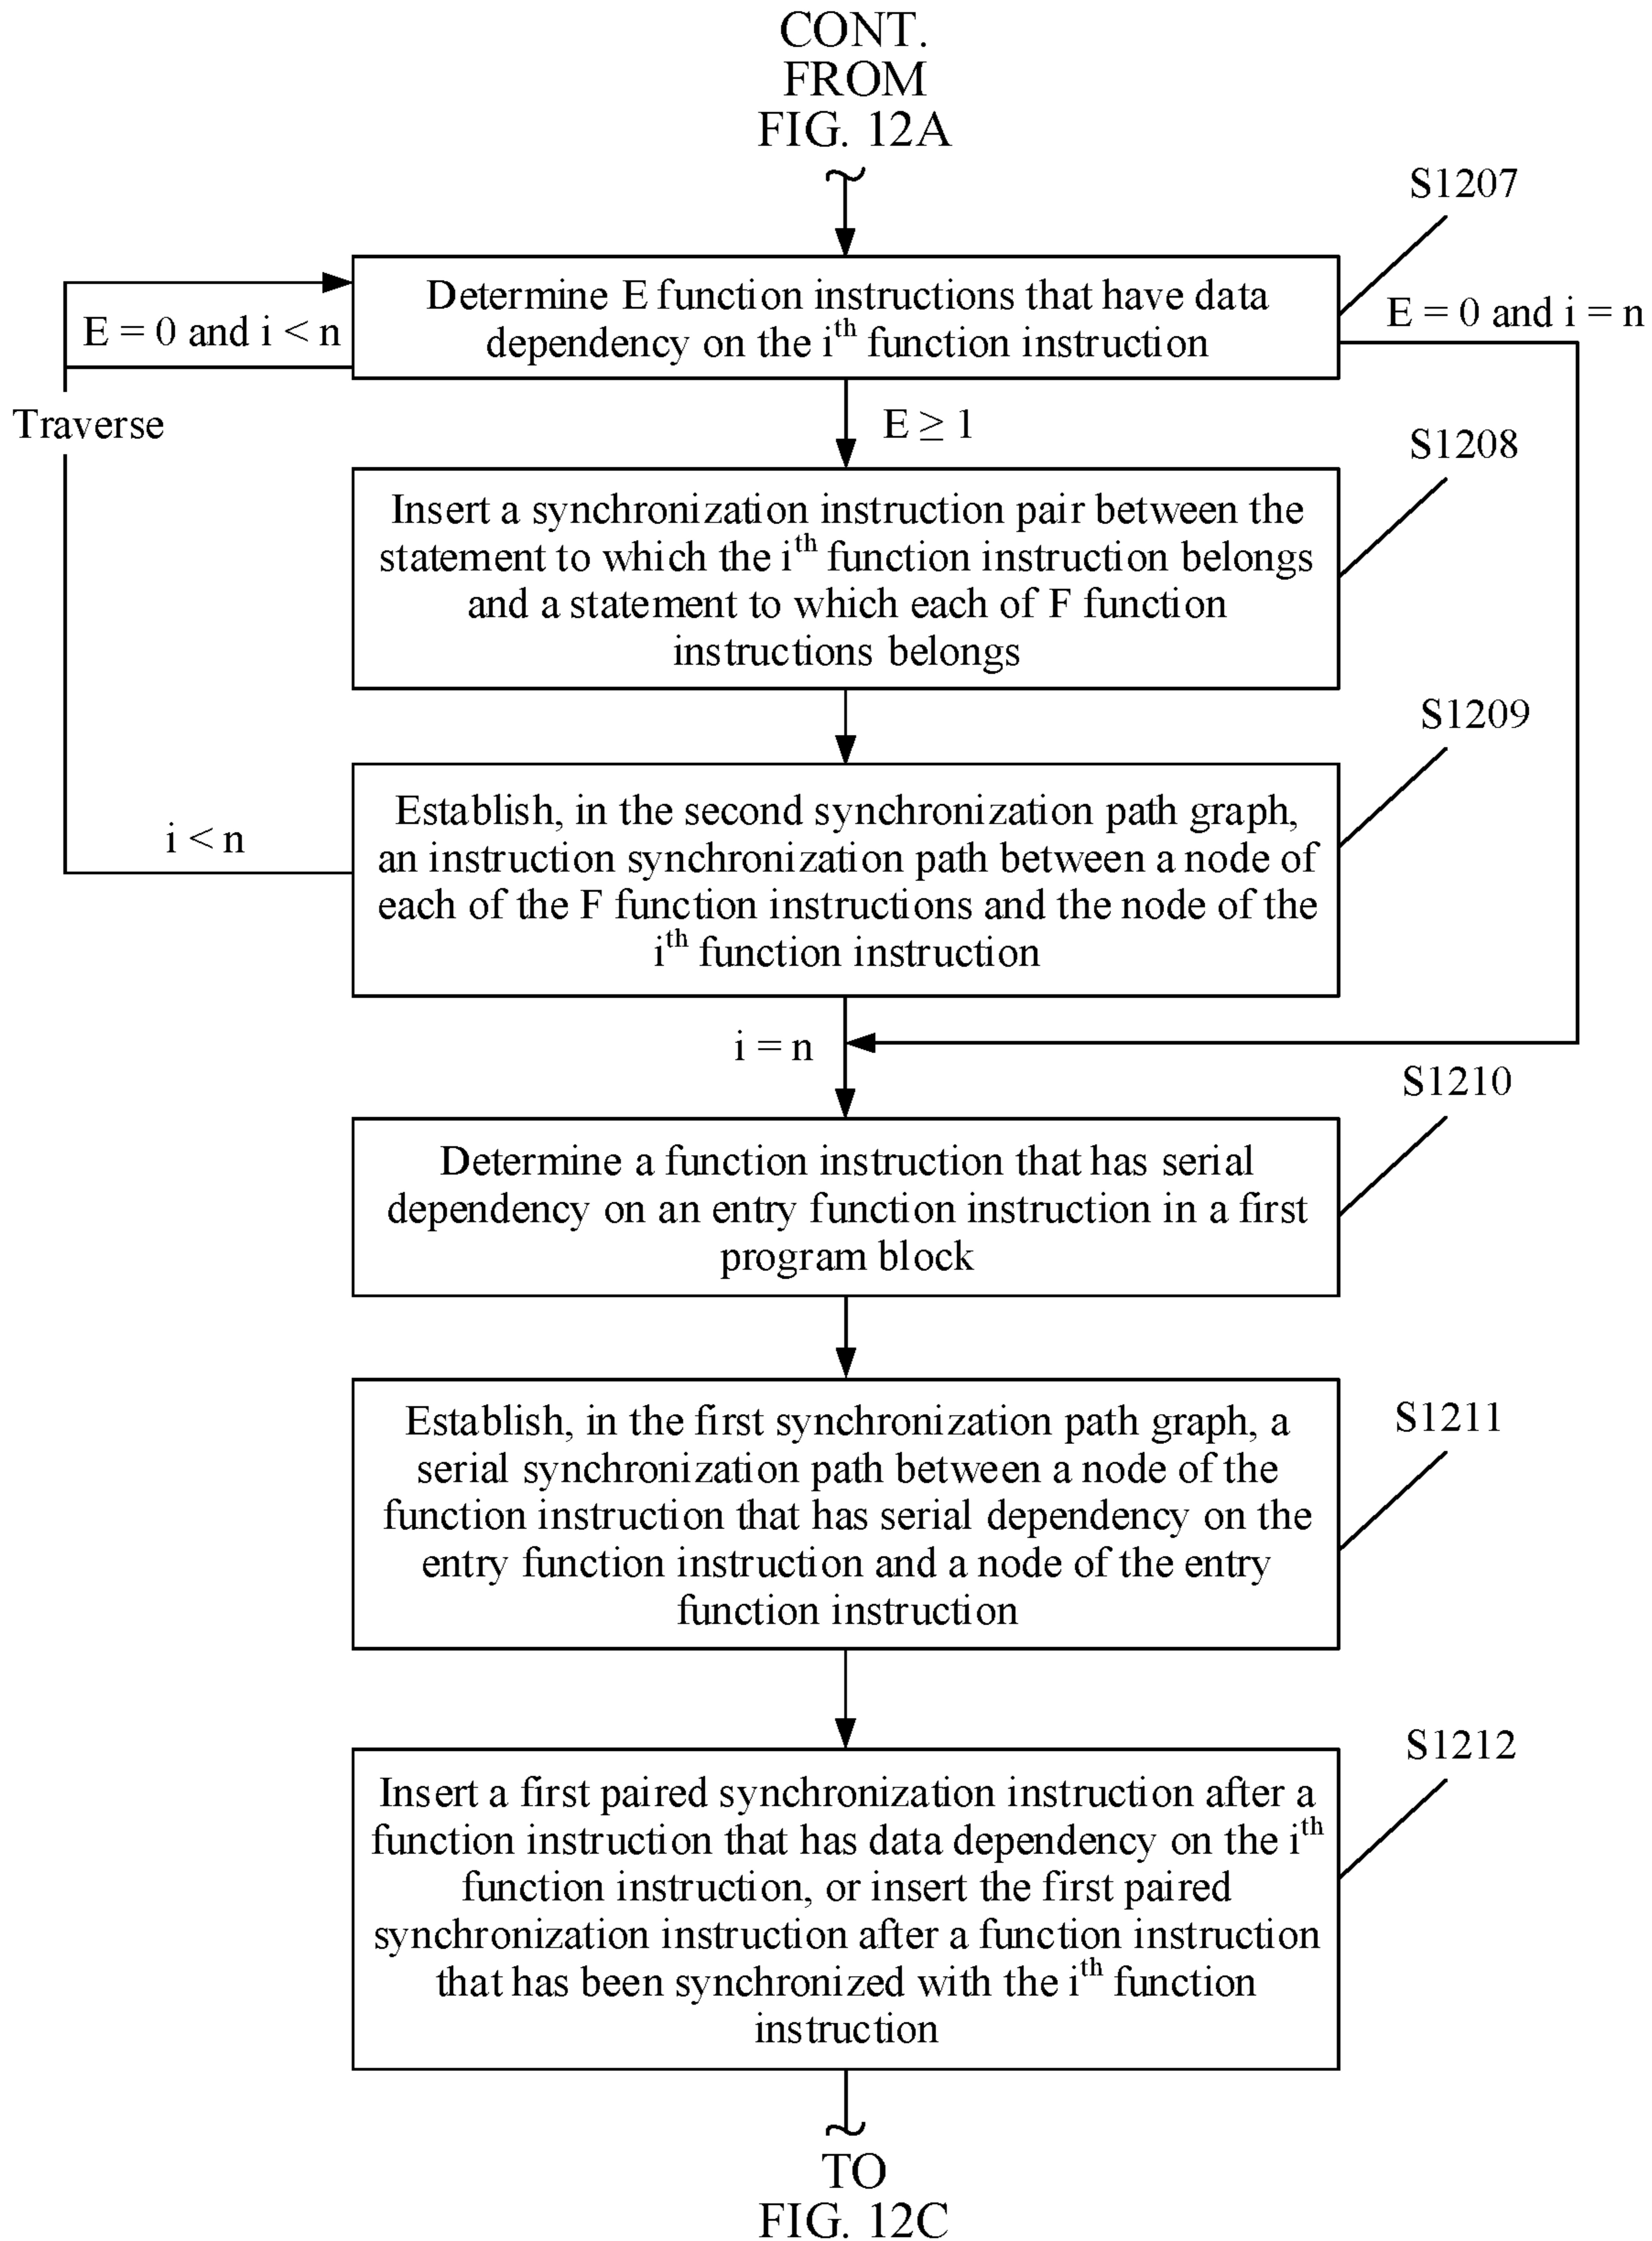 CONT.
FROM
FIG. 12A
S1207
Determine E function instructions that have data
dependency on the ith function instruction
E = 0 and i < n
E = 0 and i = n
Traverse
E ≥ 1
S1208
Insert a synchronization instruction pair between the
statement to which the ith function instruction belongs
and a statement to which each of F function
instructions belongs
S1209
Establish, in the second synchronization path graph,
an instruction synchronization path between a node of
each of the F function instructions and the node of the
ith function instruction
i < n
i = n
S1210
Determine a function instruction that has serial
dependency on an entry function instruction in a first
program block
S1211
Establish, in the first synchronization path graph, a
serial synchronization path between a node of the
function instruction that has serial dependency on the
entry function instruction and a node of the entry
function instruction
S1212
Insert a first paired synchronization instruction after a
function instruction that has data dependency on the ith
function instruction, or insert the first paired
synchronization instruction after a function instruction
that has been synchronized with the ith function
instruction
TO
FIG. 12C